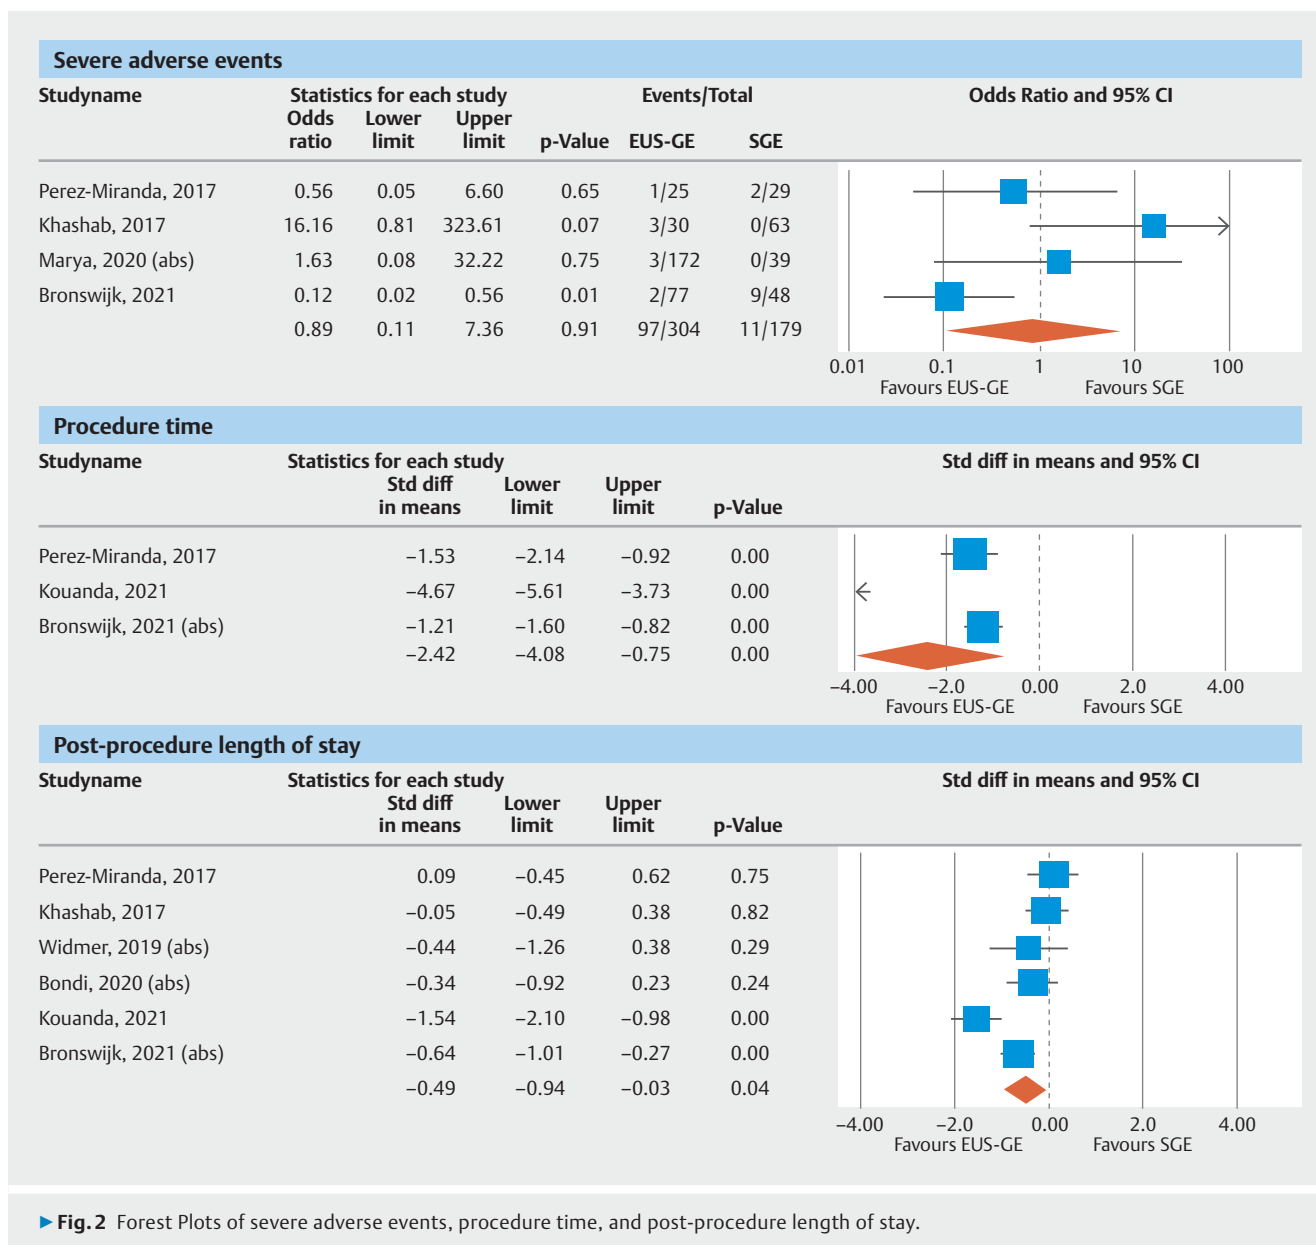 Severe adverse events
Studyname Statistics for each study Events/Total Odds Ratio and 95% CI
Odds Lower Upper
ratio limit limit p-Value EUS-GE SGE
Perez-Miranda, 2017 0.56 0.05 6.60 0.65 1/25 2/29
Khashab, 2017 16.16 0.81 323.61 0.07 3/30 0/63
Marya, 2020 (abs) 1.63 0.08 32.22 0.75 3/172 0/39
Bronswijk, 2021 0.12 0.02 0.56 0.01 2/77 9/48
0.89 0.11 7.36 0.91 97/304 11/179
0.01 0.1 1 10 100
Favours EUS-GE Favours SGE
Procedure time
Studyname Statistics for each study Std diff in means and 95% CI
Std diff Lower Upper
in means limit limit p-Value
Perez-Miranda, 2017 –1.53 –2.14 –0.92 0.00
Kouanda, 2021 –4.67 –5.61 –3.73 0.00
Bronswijk, 2021 (abs) –1.21 –1.60 –0.82 0.00
–2.42 –4.08 –0.75 0.00
–4.00 –2.0 0.00 2.0 4.00
Favours EUS-GE Favours SGE
Post-procedure length of stay
Studyname Statistics for each study Std diff in means and 95% CI
Std diff Lower Upper
in means limit limit p-Value
Perez-Miranda, 2017 0.09 –0.45 0.62 0.75
Khashab, 2017 –0.05 –0.49 0.38 0.82
Widmer, 2019 (abs) –0.44 –1.26 0.38 0.29
Bondi, 2020 (abs) –0.34 –0.92 0.23 0.24
Kouanda, 2021 –1.54 –2.10 –0.98 0.00
Bronswijk, 2021 (abs) –0.64 –1.01 –0.27 0.00
–0.49 –0.94 –0.03 0.04
–4.00 –2.0 0.00 2.0 4.00
Favours EUS-GE Favours SGE
▶ Fig. 2 Forest Plots of severe adverse events, procedure time, and post-procedure length of stay.